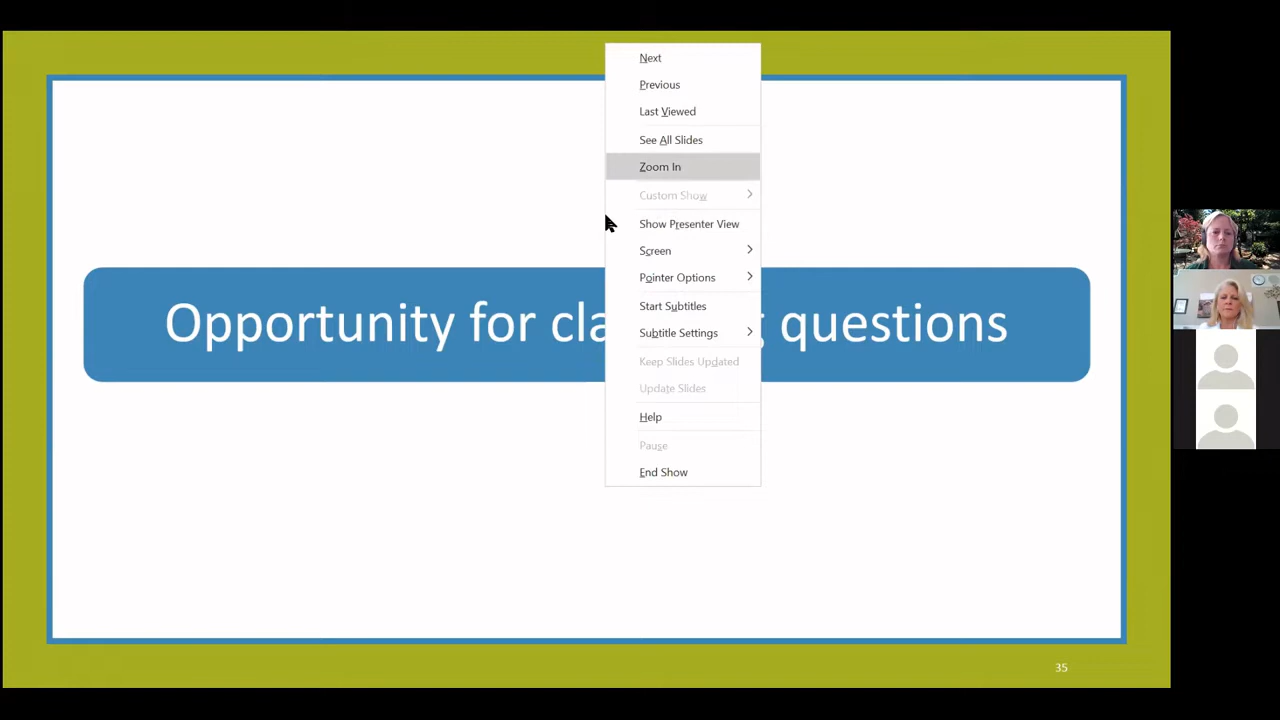 Next
Previous
Last Viewed
See All Slides
Zoom In
Custom Show
Show Presenter View
Screen
Pointer Options
Start Subtitles
Subtitle Settings
Keep Slides Updated
Update Slides
Help
Pause
End Show
Opportunity for questions
35